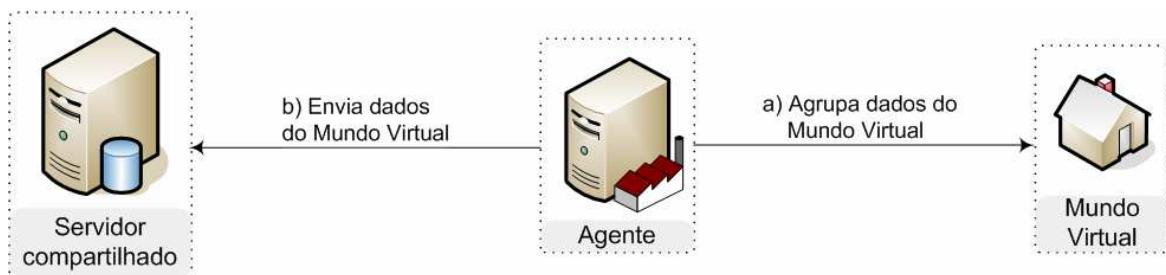 b) Envia dados
do Mundo Virtual
a) Agrupa dados do
Mundo Virtual
Servidor
compartilhado
Agente
Mundo
Virtual